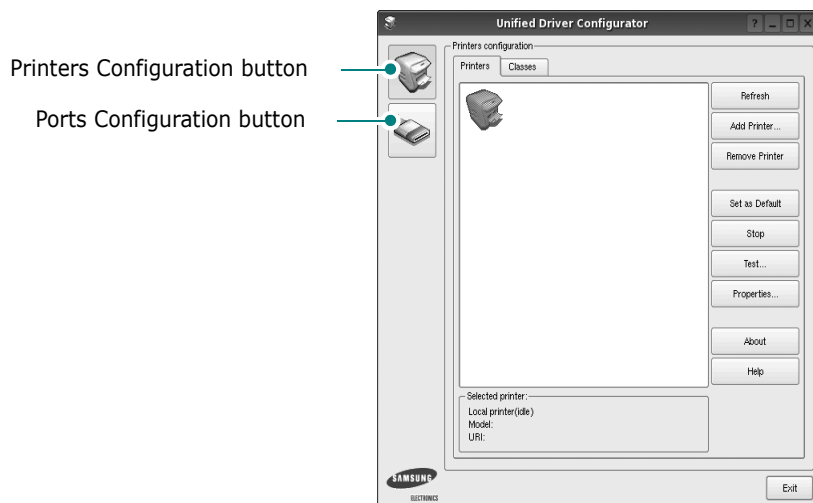 Unified Driver Configurator
Printers configuration
Printers Configuration button
Ports Configuration button
Printers
Classes
Refresh
Add Printer...
Remove Printer
Set as Default
Stop
Test...
Properties...
About
Help
Selected printer:
Local printer(idle)
Model:
URI:
SAMSUNG
ELECTRONICS
Exit